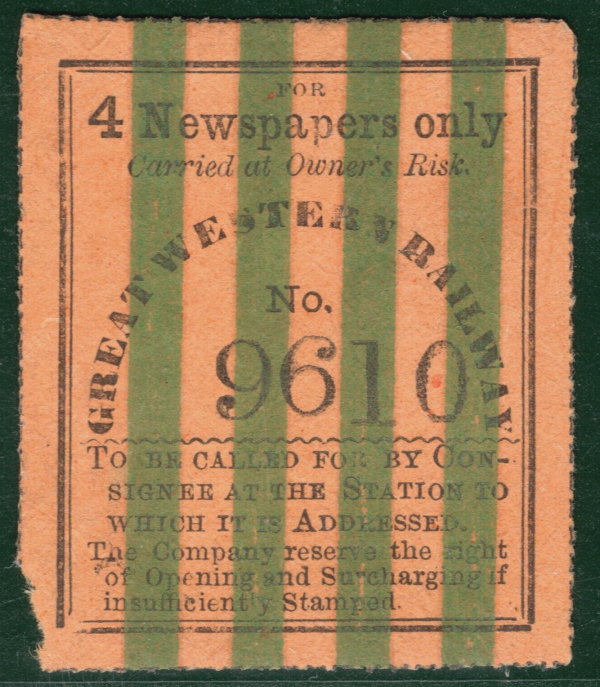 FOR
4 Newspapers only
Carried at Owner's Risk.
GREAT WESTERN RAILWAY
No.
9610
TO BE CALLED FOR BY CON-
SIGNEE AT THE STATION TO
WHICH IT IS ADDRESSED.
The Company reserve the right
of Opening and Surcharging if
insufficiently Stamped.